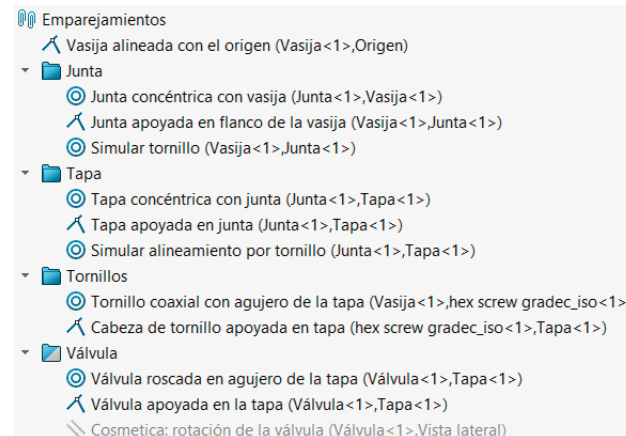 Emparejamientos
Vasija alineada con el origen (Vasija<1>,Origen)
Junta
Junta concéntrica con vasija (Junta<1>,Vasija<1>)
Junta apoyada en flanco de la vasija (Vasija<1>,Junta<1>)
Simular tornillo (Vasija<1>,Junta<1>)
Tapa
Tapa concéntrica con junta (Junta<1>,Tapa<1>)
Tapa apoyada en junta (Junta<1>,Tapa<1>)
Simular alineamiento por tornillo (Junta<1>,Tapa<1>)
Tornillos
Tornillo coaxial con agujero de la tapa (Vasija<1>,hex screw gradec_iso<1>
Cabeza de tornillo apoyada en tapa (hex screw gradec_iso<1>,Tapa<1>)
Válvula
Válvula roscada en agujero de la tapa (Válvula<1>,Tapa<1>)
Válvula apoyada en la tapa (Válvula<1>,Tapa<1>)
Cosmetica: rotación de la válvula (Válvula<1>,Vista lateral)